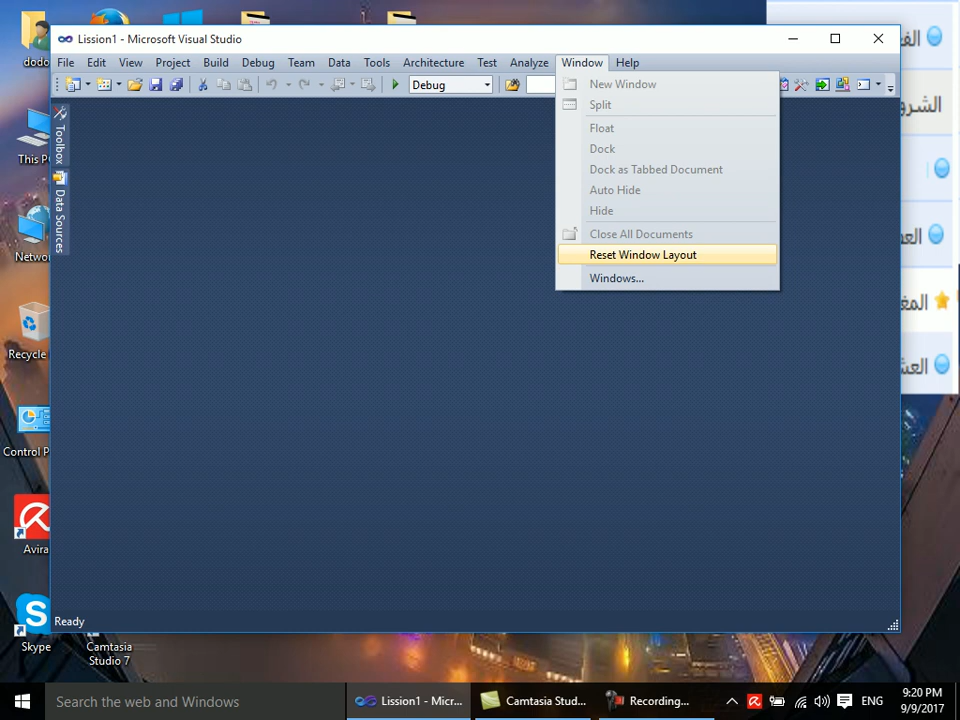 Lission1 - Microsoft Visual Studio
File Edit View Project Build Debug Team Data Tools Architecture Test Analyze Window Help
Debug
New Window
Split
Float
Dock
Dock as Tabbed Document
Auto Hide
Hide
Close All Documents
Reset Window Layout
Windows...
Toolbox
Data Sources
Ready
dodo
This P
Networ
Recycle
Control P
Avira
Skype
Camtasia
Studio 7
Search the web and Windows
Lission1 - Micr...
Camtasia Stud...
Recording...
ENG
9:20 PM
9/9/2017